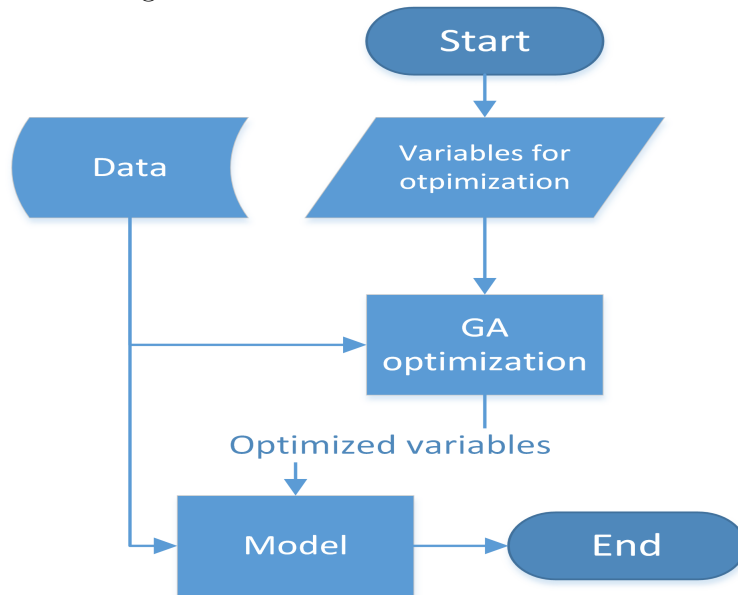 Start
Data
Variables for
otpimization
GA
optimization
Optimized variables
Model
End